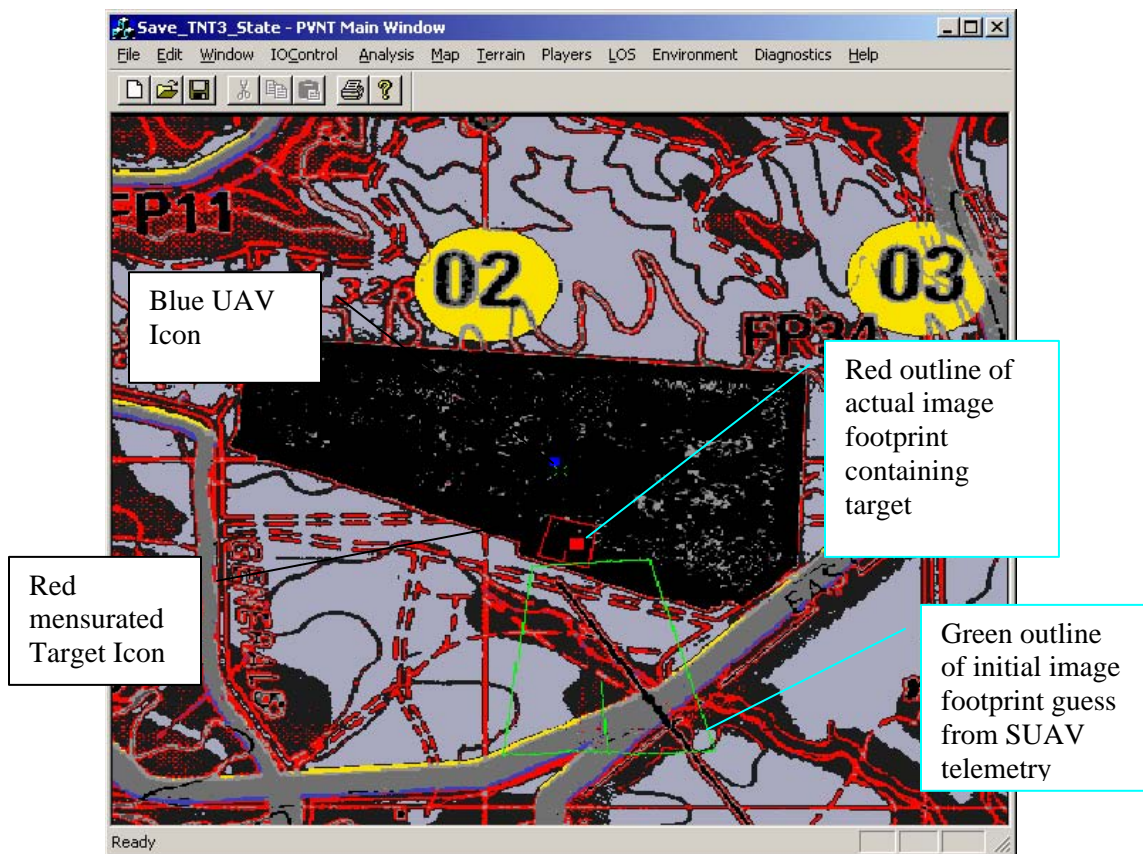 Save_TNT3_State - PVNT Main Window
File Edit Window IOControl Analysis Map Terrain Players LOS Environment Diagnostics Help
FP11
02
03
326
FP34
Blue UAV
Icon
Red outline of
actual image
footprint
containing
target
Red
mensurated
Target Icon
Green outline
of initial image
footprint guess
from SUAV
telemetry
Ready